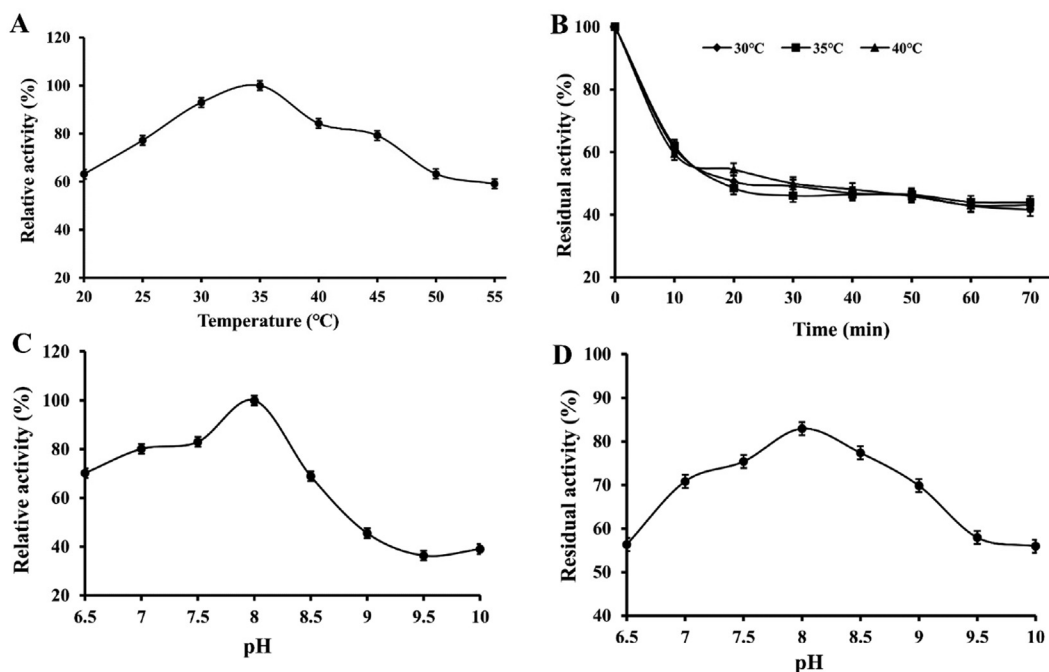 A
Relative activity (%)
120
100
80
60
40
20
20 25 30 35 40 45 50 55
Temperature (°C)
B
Residual activity (%)
30°C 35°C 40°C
100
80
60
40
20
0 10 20 30 40 50 60 70
Time (min)
C
Relative activity (%)
120
100
80
60
40
20
6.5 7 7.5 8 8.5 9 9.5 10
pH
D
Residual activity (%)
100
90
80
70
60
50
40
6.5 7 7.5 8 8.5 9 9.5 10
pH